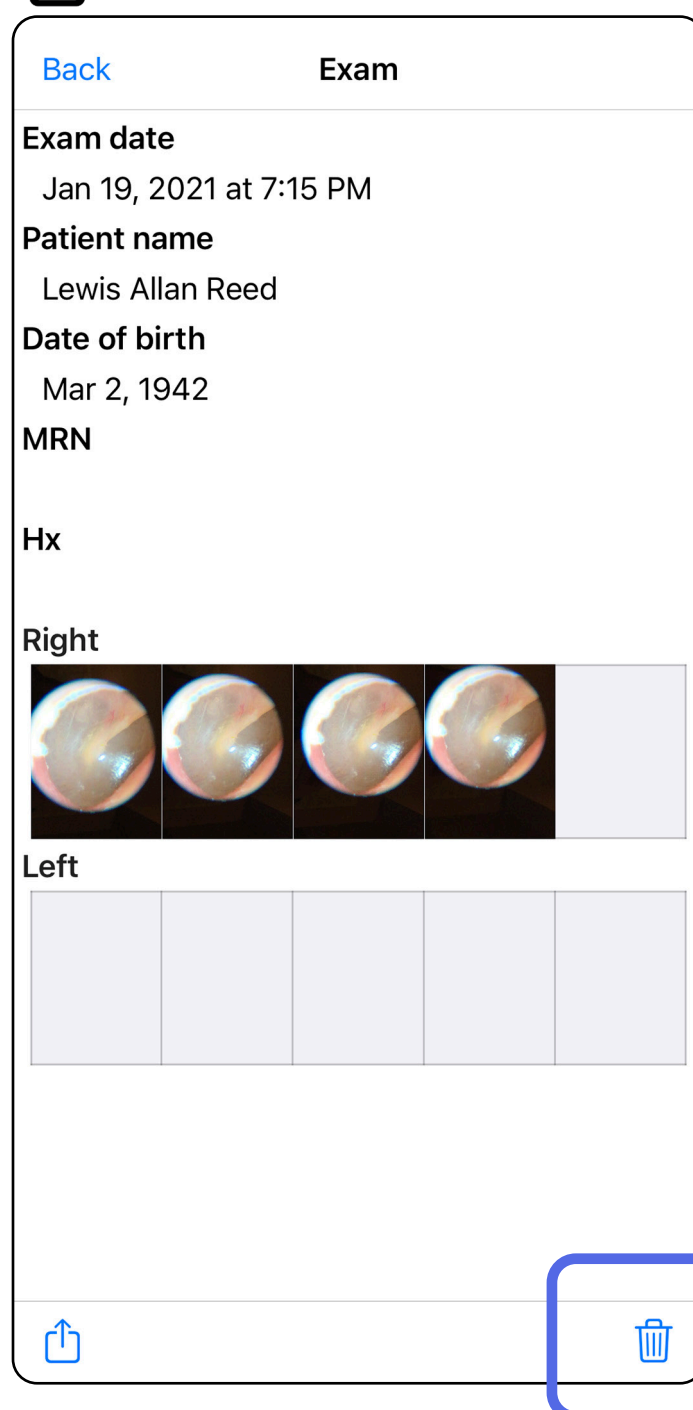 Back
Exam
Exam date
Jan 19, 2021 at 7:15 PM
Patient name
Lewis Allan Reed
Date of birth
Mar 2, 1942
MRN
Hx
Right
Left